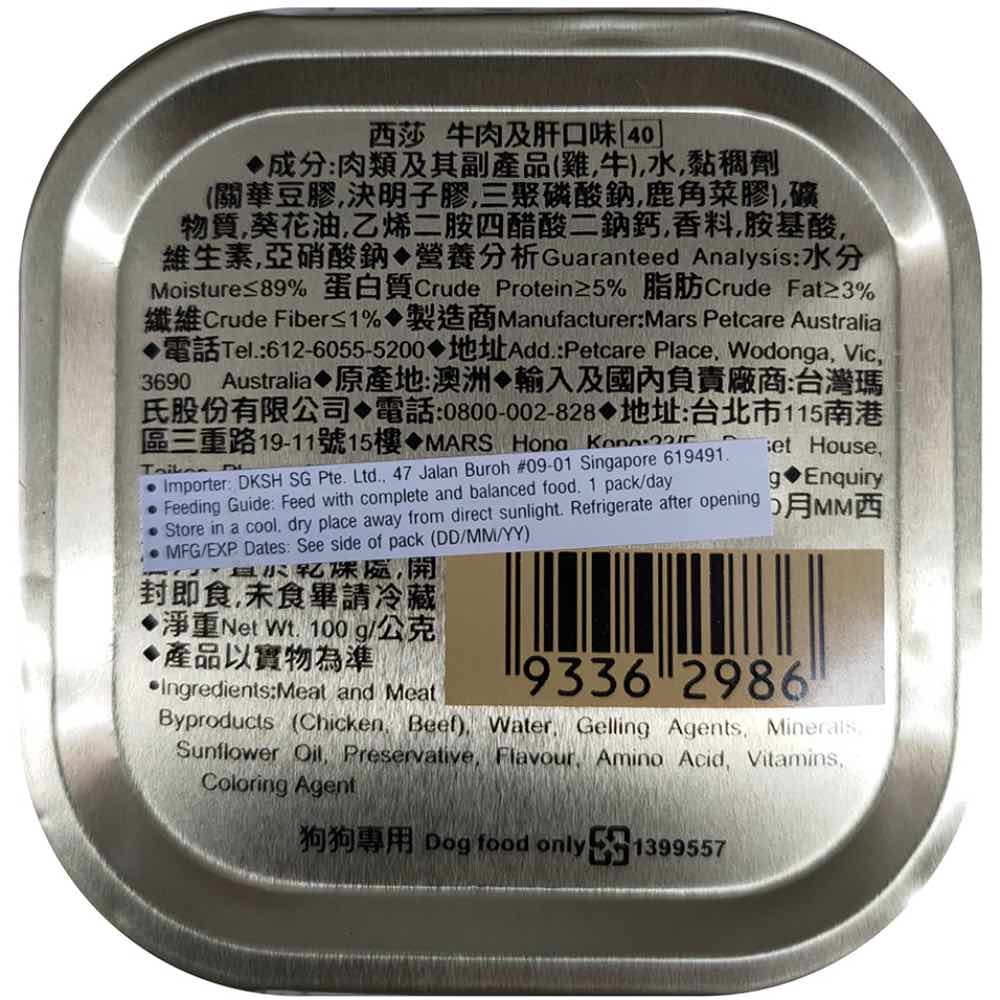 西莎 牛肉及肝口味 40
◆成分:肉類及其副產品(雞,牛),水,黏稠劑
(關華豆膠,決明子膠,三聚磷酸鈉,鹿角菜膠),礦
物質,葵花油,乙烯二胺四醋酸二鈉鈣,香料,胺基酸,
維生素,亞硝酸鈉◆營養分析Guaranteed Analysis:水分
Moisture≤89% 蛋白質Crude Protein≥5% 脂肪Crude Fat≥3%
纖維Crude Fiber≤1%◆製造商Manufacturer:Mars Petcare Australia
◆電話Tel.:612-6055-5200◆地址Add.:Petcare Place, Wodonga, Vic,
3690 Australia◆原產地:澳洲◆輸入及國內負責廠商:台灣瑪
氏股份有限公司◆電話:0800-002-828◆地址:台北市115南港
區三重路19-11號15樓◆MARS Hong Kong: House,
◆Enquiry
月MM西
• Importer: DKSH SG Pte. Ltd., 47 Jalan Buroh #09-01 Singapore 619491.
• Feeding Guide: Feed with complete and balanced food. 1 pack/day
• Store in a cool, dry place away from direct sunlight. Refrigerate after opening
• MFG/EXP Dates: See side of pack (DD/MM/YY)
置於乾燥處,開
封即食,未食畢請冷藏
◆淨重Net Wt. 100 g/公克
◆產品以實物為準
9336 2986
•Ingredients:Meat and Meat
Byproducts (Chicken, Beef), Water, Gelling Agents, Minerals,
Sunflower Oil, Preservative, Flavour, Amino Acid, Vitamins,
Coloring Agent
狗狗專用 Dog food only 1399557